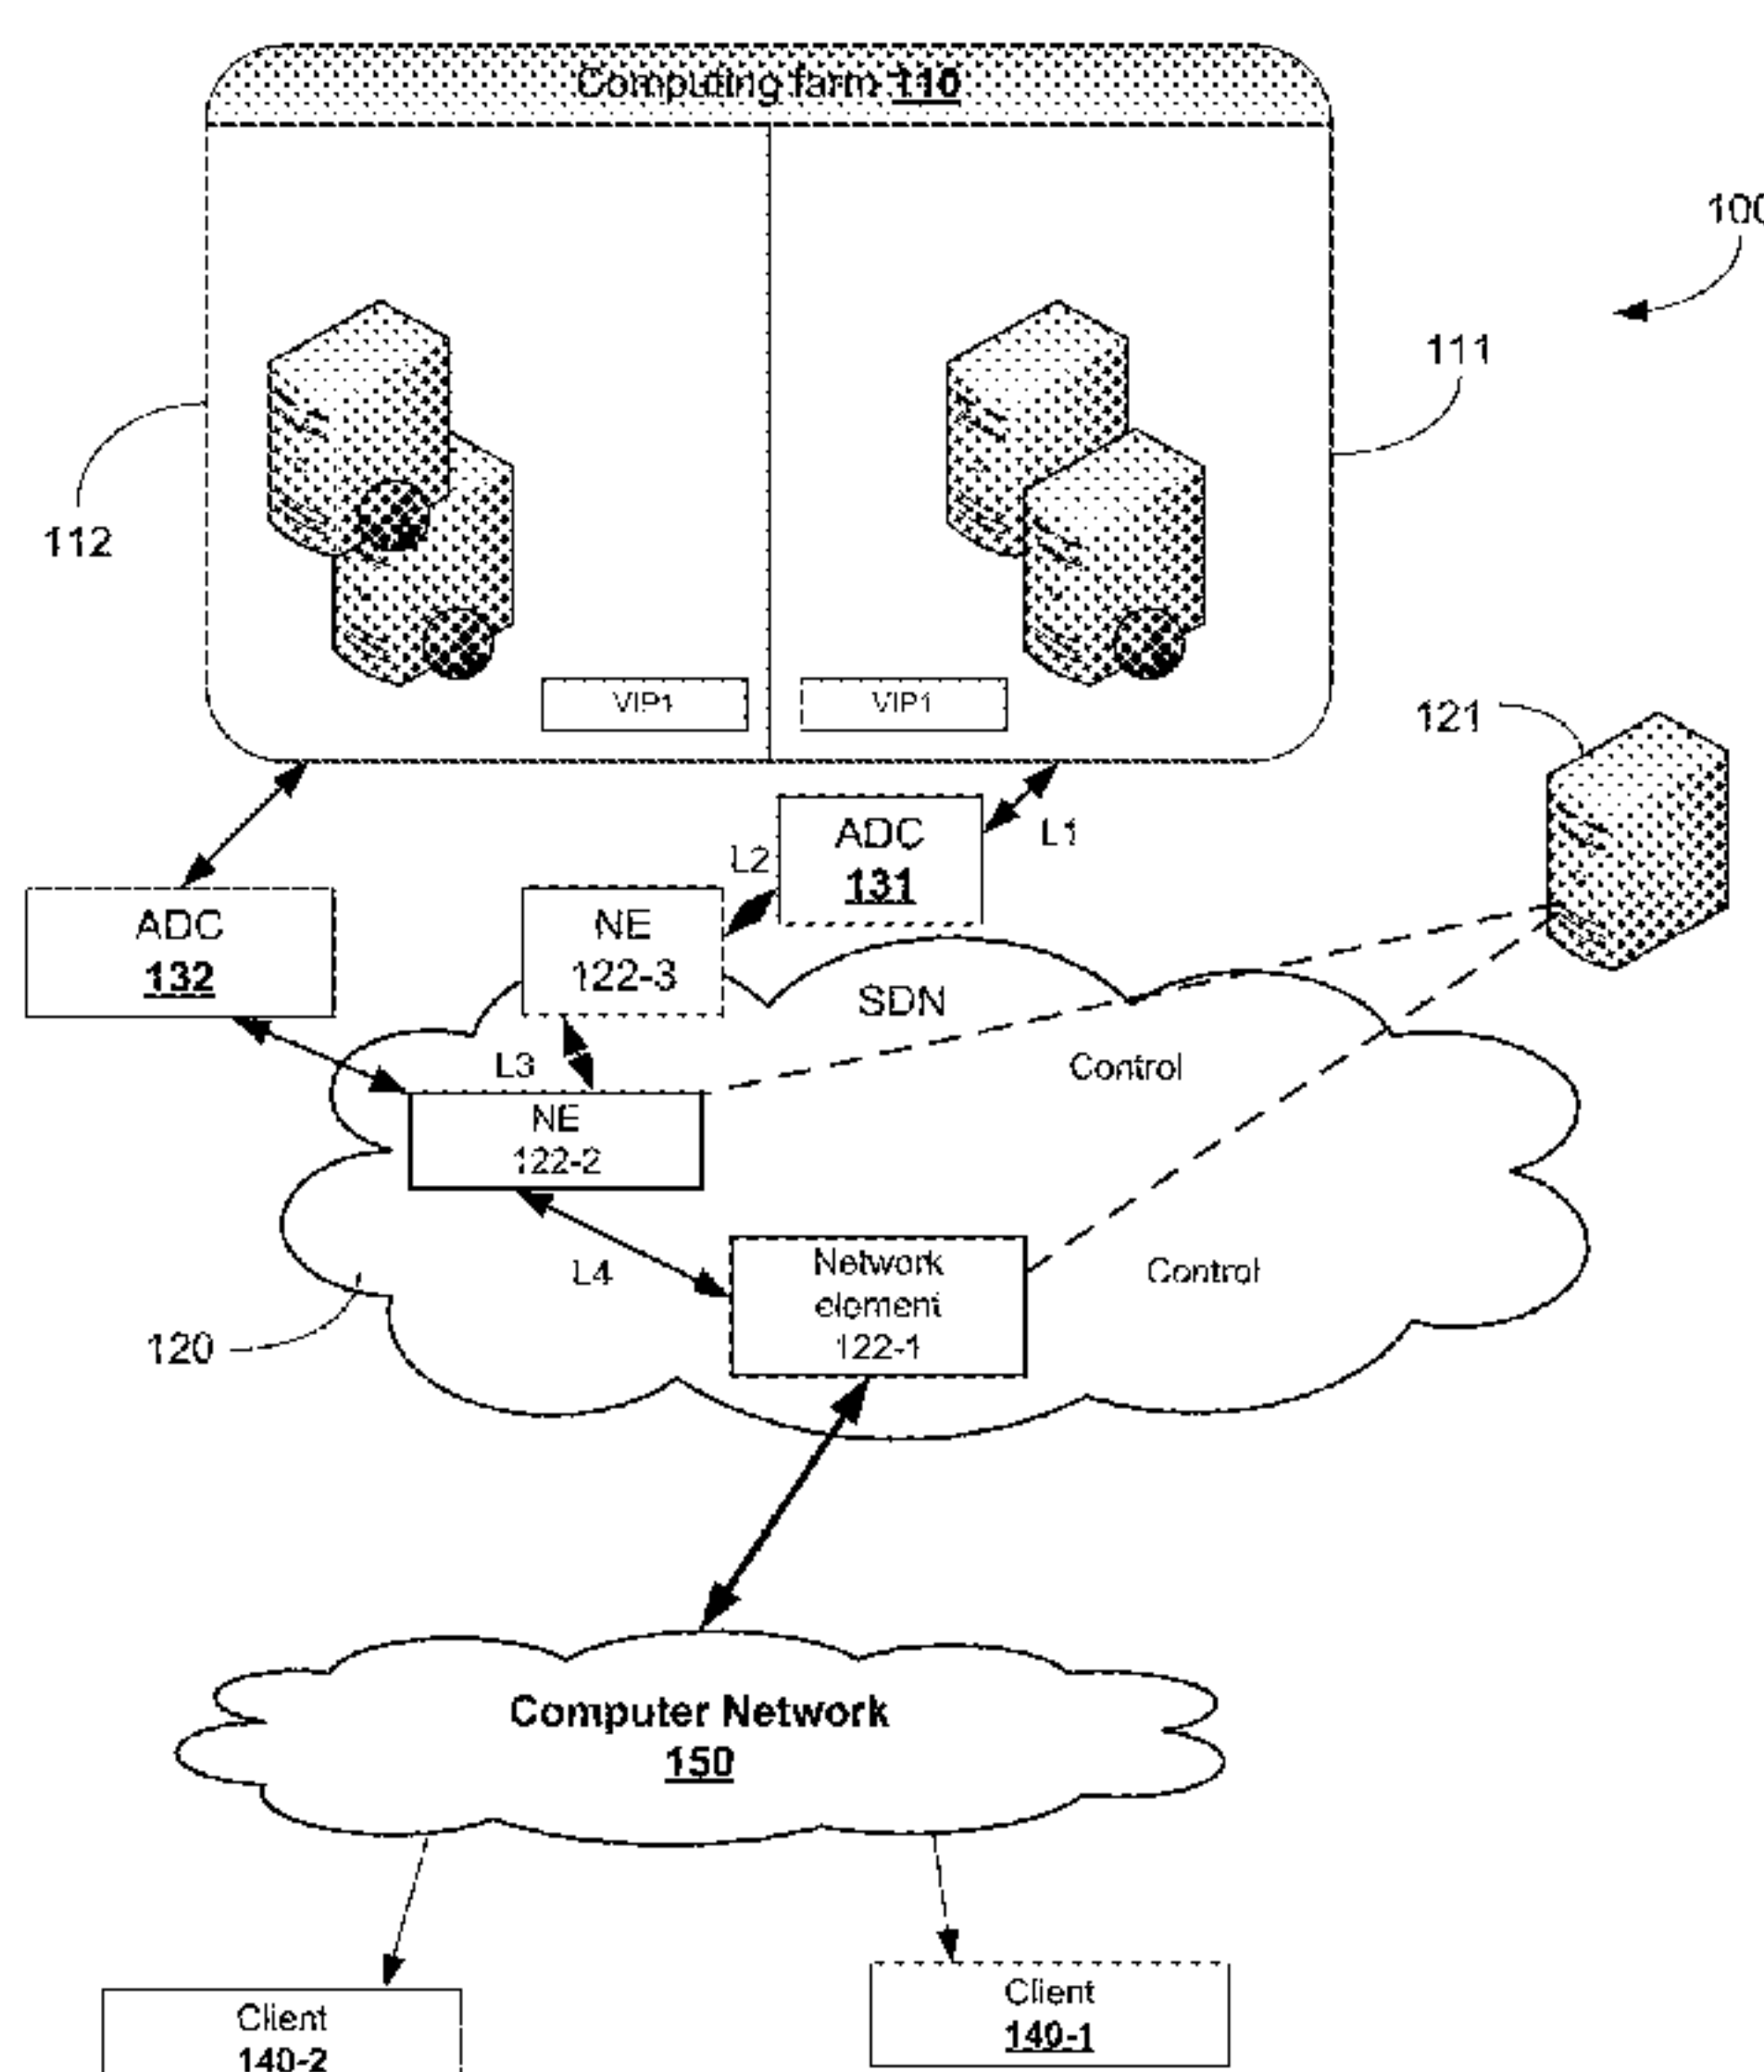 Computing farm 110
100
111
112
VIP1
VIP1
121
ADC
131
L1
L2
NE
122-3
ADC
132
SDN
L3
Control
NE
122-2
L4
Network
element
122-1
Control
120
Computer Network
150
Client
140-1
Client
140-2